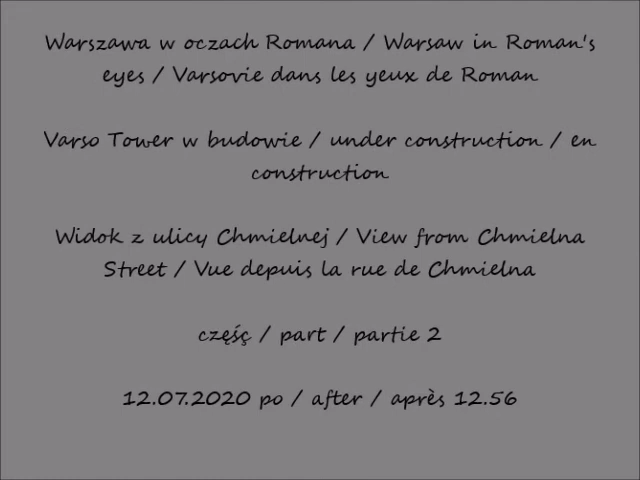 Warszawa w oczach Romana / Warsaw in Roman's
eyes / Varsovie dans les yeux de Roman
Varso Tower w budowie / under construction / en
construction
Widok z ulicy Chmielnej / View from Chmielna
Street / Vue depuis la rue de Chmielna
częśç / part / partie 2
12.07.2020 po / after / après 12.56